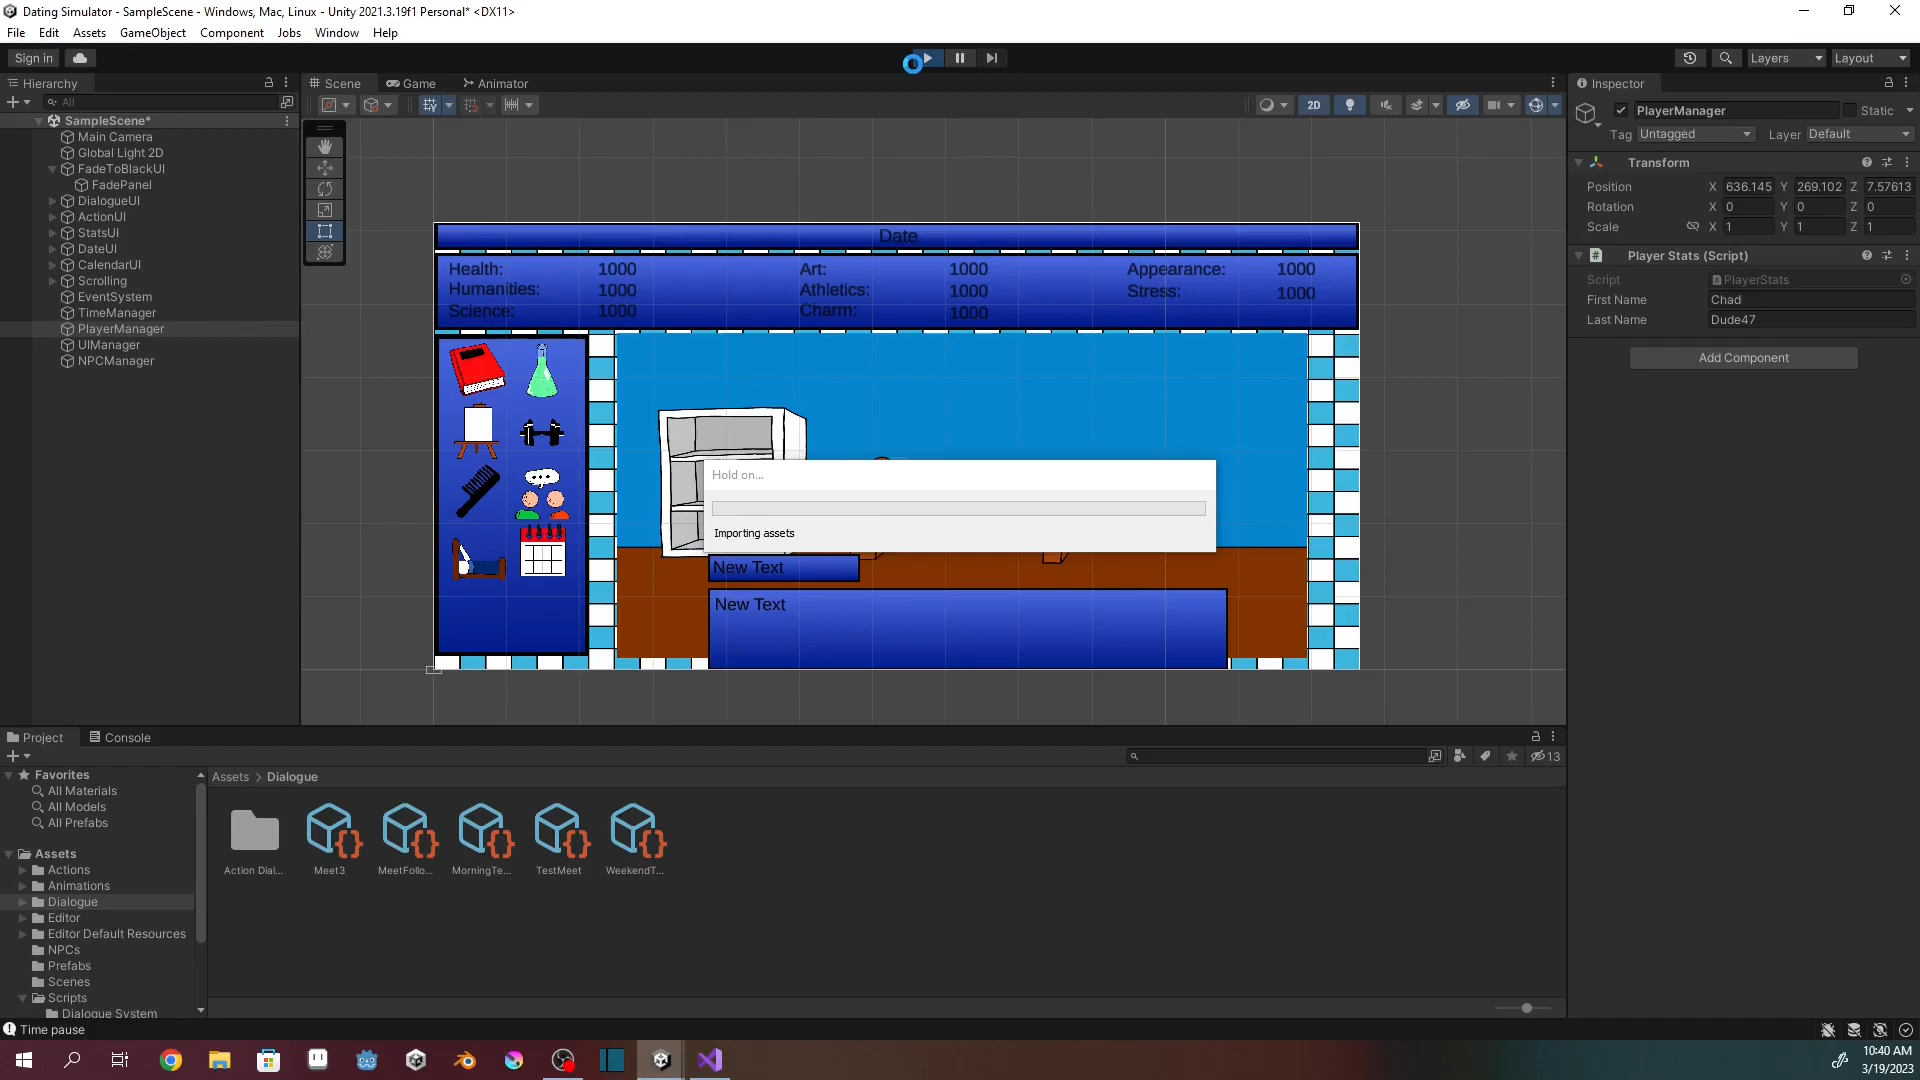 Dating Simulator - SampleScene - Windows, Mac, Linux - Unity 2021.3.19f1 Personal* <DX11>
File Edit Assets GameObject Component Jobs Window Help
Sign in Layers Layout
Hierarchy Scene Game Animator Inspector
All 2D PlayerManager Static
SampleScene* Tag Untagged Layer Default
Main Camera
Global Light 2D
FadeToBlackUI
FadePanel
DialogueUI
ActionUI
StatsUI
DateUI
CalendarUI
Scrolling
EventSystem
TimeManager
PlayerManager
UIManager
NPCManager
Date
Health: 1000 Art: 1000 Appearance: 1000
Humanities: 1000 Athletics: 1000 Stress: 1000
Science: 1000 Charm: 1000
Hold on...
Importing assets
New Text
New Text
Transform
Position X 636.145 Y 269.102 Z 7.57613
Rotation X 0 Y 0 Z 0
Scale X 1 Y 1 Z 1
# Player Stats (Script)
Script PlayerStats
First Name Chad
Last Name Dude47
Add Component
Project Console
13
Favorites
All Materials
All Models
All Prefabs
Assets
Actions
Animations
Dialogue
Editor
Editor Default Resources
NPCs
Prefabs
Scenes
Scripts
Dialogue System
Assets > Dialogue
Action Dial... Meet3 MeetFollo... MorningTe... TestMeet WeekendT...
Time pause
10:40 AM
3/19/2023